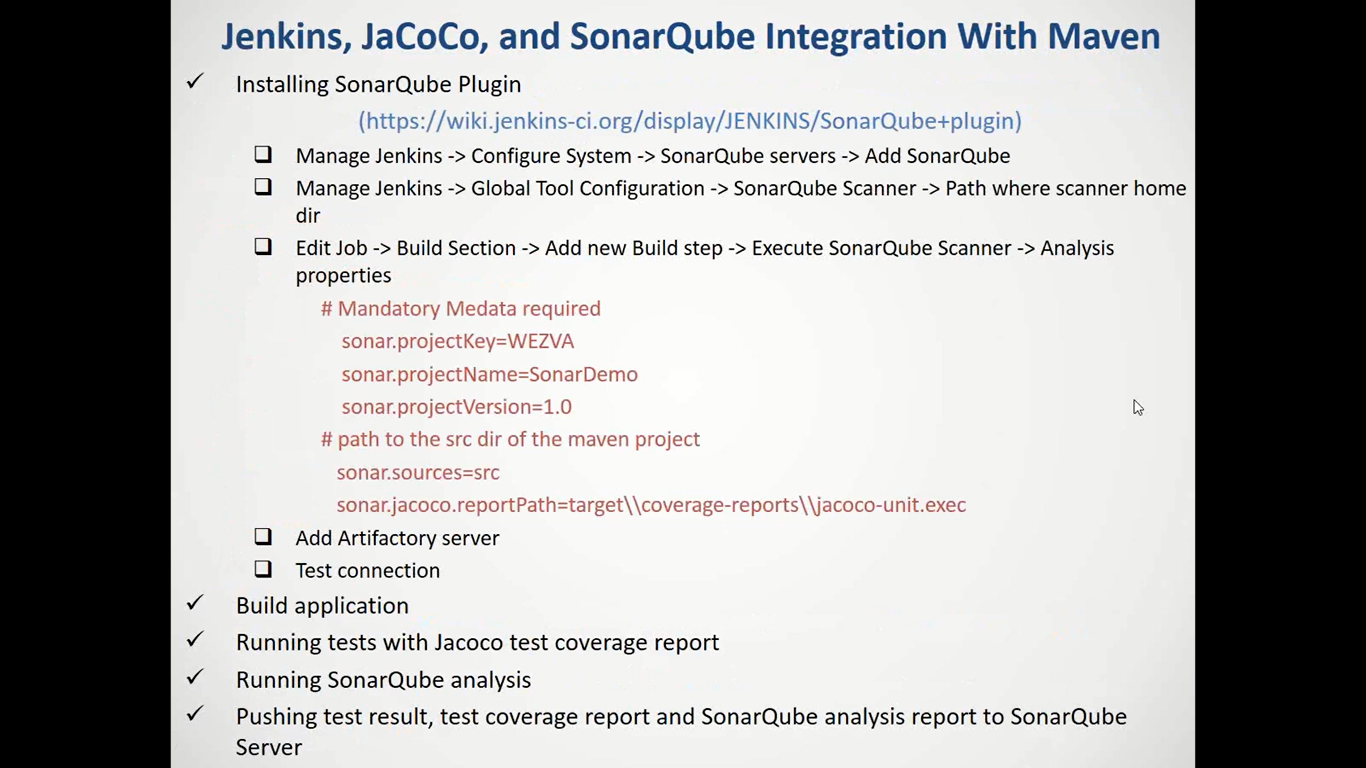 Jenkins, JaCoCo, and SonarQube Integration With Maven
Installing SonarQube Plugin
(https://wiki.jenkins-ci.org/display/JENKINS/SonarQube+plugin)
Manage Jenkins -> Configure System -> SonarQube servers -> Add SonarQube
Manage Jenkins -> Global Tool Configuration -> SonarQube Scanner -> Path where scanner home
dir
Edit Job -> Build Section -> Add new Build step -> Execute SonarQube Scanner -> Analysis
properties
# Mandatory Medata required
sonar.projectKey=WEZVA
sonar.projectName=SonarDemo
sonar.projectVersion=1.0
# path to the src dir of the maven project
sonar.sources=src
sonar.jacoco.reportPath=target\\coverage-reports\\jacoco-unit.exec
Add Artifactory server
Test connection
Build application
Running tests with Jacoco test coverage report
Running SonarQube analysis
Pushing test result, test coverage report and SonarQube analysis report to SonarQube
Server